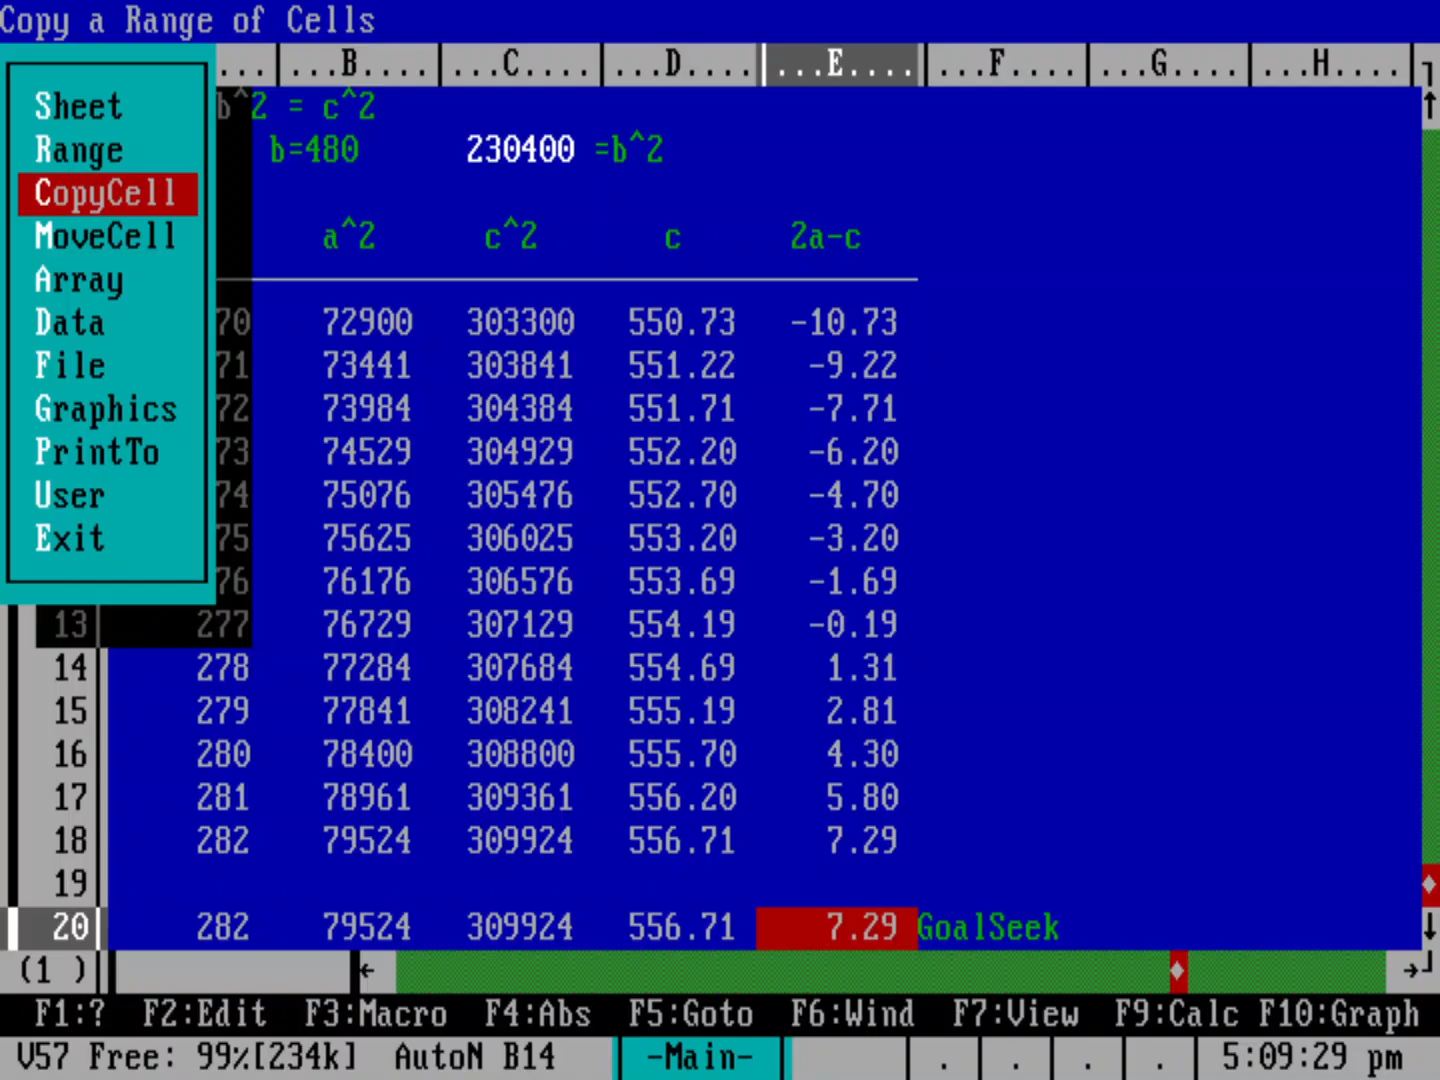 Copy a Range of Cells
... ...B.... ...C.... ...D.... ...E.... ...F.... ...G.... ...H....
Sheet b^2 = c^2
Range b=480 230400 =b^2
CopyCell
MoveCell a^2 c^2 c 2a-c
Array
Data 70 72900 303300 550.73 -10.73
File 71 73441 303841 551.22 -9.22
Graphics 72 73984 304384 551.71 -7.71
PrintTo 73 74529 304929 552.20 -6.20
User 74 75076 305476 552.70 -4.70
Exit 75 75625 306025 553.20 -3.20
76 76176 306576 553.69 -1.69
13 277 76729 307129 554.19 -0.19
14 278 77284 307684 554.69 1.31
15 279 77841 308241 555.19 2.81
16 280 78400 308800 555.70 4.30
17 281 78961 309361 556.20 5.80
18 282 79524 309924 556.71 7.29
19
20 282 79524 309924 556.71 7.29 GoalSeek
(1 )
F1:? F2:Edit F3:Macro F4:Abs F5:Goto F6:Wind F7:View F9:Calc F10:Graph
V57 Free: 99%[234k] AutoN B14 -Main- . . . . 5:09:29 pm